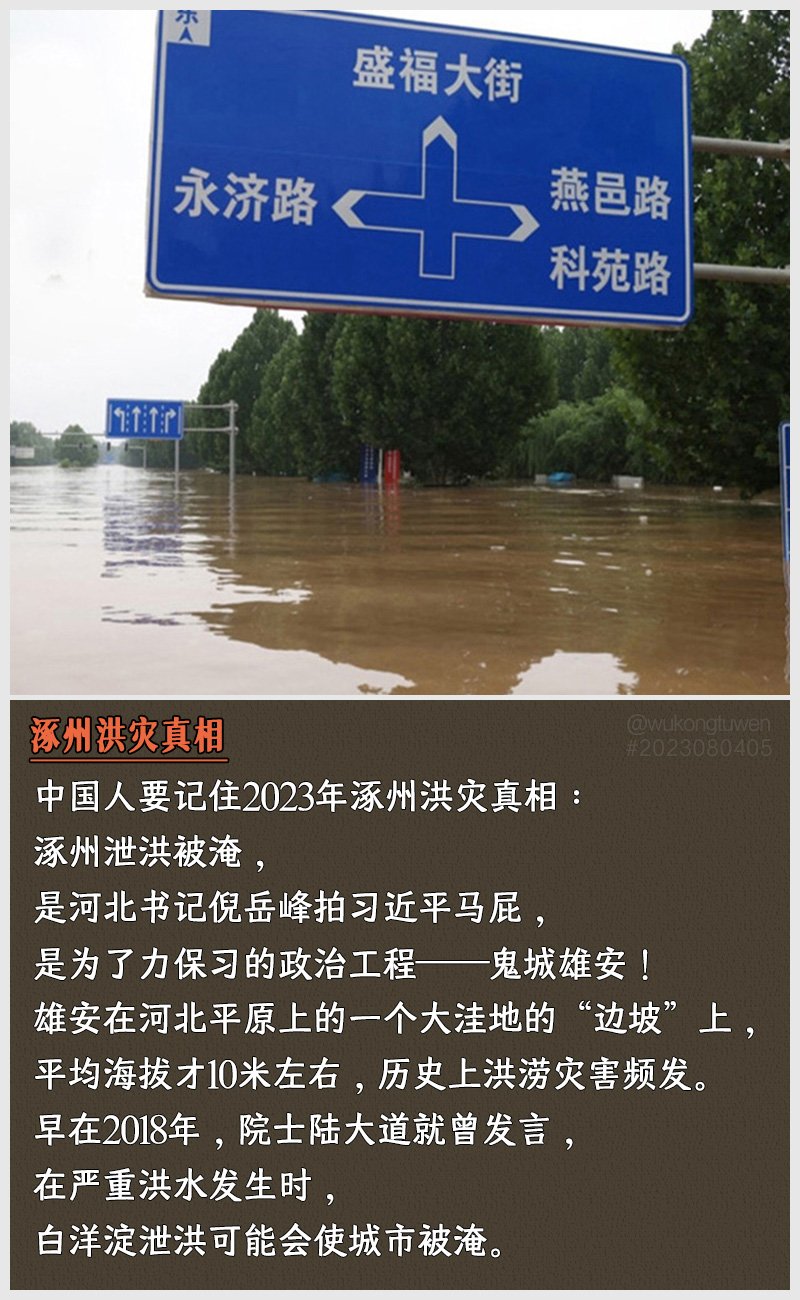 东
盛福大街
永济路
燕邑路
科苑路
涿州洪灾真相
@wukongtuwen
#2023080405
中国人要记住2023年涿州洪灾真相：
涿州泄洪被淹，
是河北书记倪岳峰拍习近平马屁，
是为了力保习的政治工程——鬼城雄安！
雄安在河北平原上的一个大洼地的“边坡”上，
平均海拔才10米左右，历史上洪涝灾害频发。
早在2018年，院士陆大道就曾发言，
在严重洪水发生时，
白洋淀泄洪可能会使城市被淹。